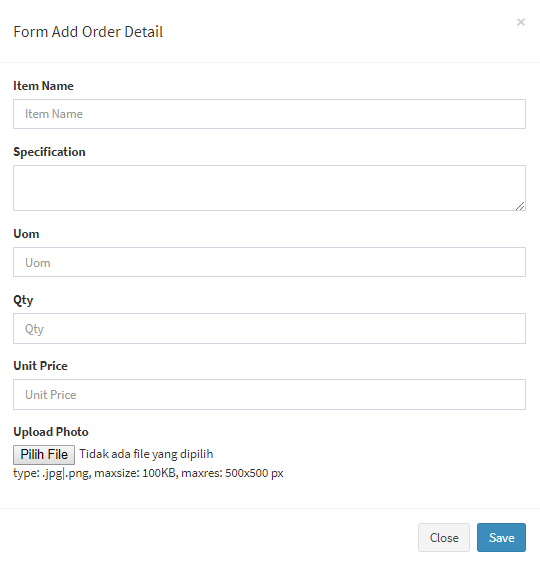 Form Add Order Detail
×
Item Name
Item Name
Specification
Uom
Uom
Qty
Qty
Unit Price
Unit Price
Upload Photo
Pilih File Tidak ada file yang dipilih
type: .jpg|.png, maxsize: 100KB, maxres: 500x500 px
Close Save